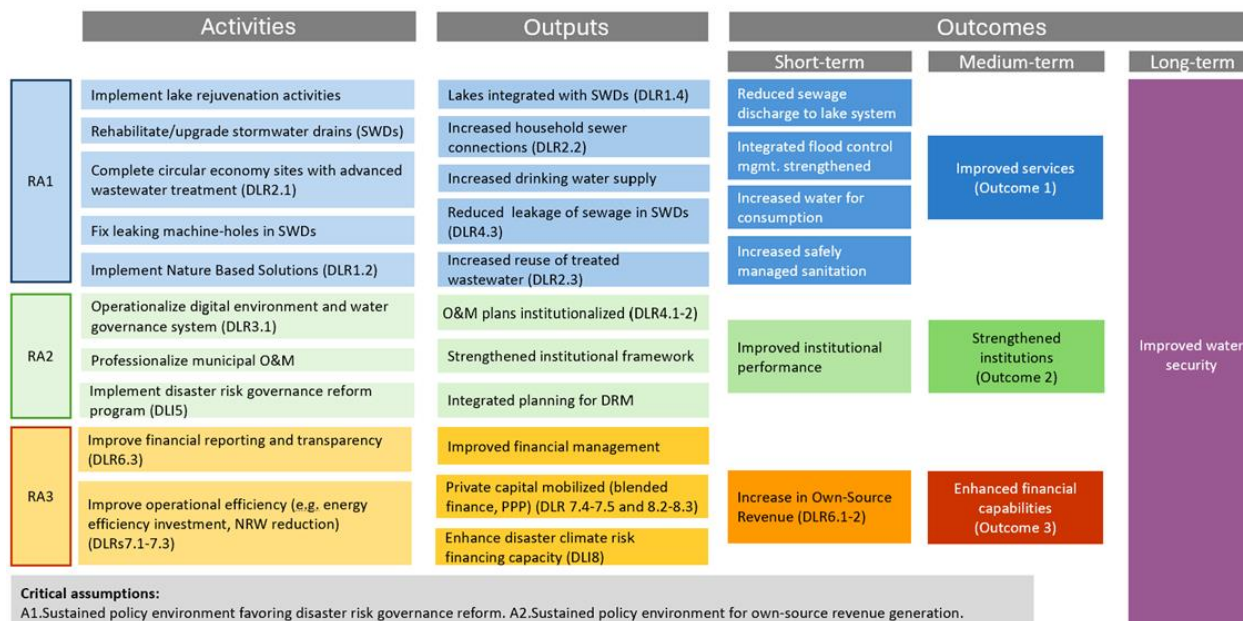 Activities
Outputs
Outcomes
Short-term
Medium-term
Long-term
RA1
Implement lake rejuvenation activities
Rehabilitate/upgrade stormwater drains (SWDs)
Complete circular economy sites with advanced
wastewater treatment (DLR2.1)
Fix leaking machine-holes in SWDs
Implement Nature Based Solutions (DLR1.2)
Lakes integrated with SWDs (DLR1.4)
Increased household sewer
connections (DLR2.2)
Increased drinking water supply
Reduced leakage of sewage in SWDs
(DLR4.3)
Increased reuse of treated
wastewater (DLR2.3)
Reduced sewage
discharge to lake system
Integrated flood control
mgmt. strengthened
Increased water for
consumption
Increased safely
managed sanitation
Improved services
(Outcome 1)
RA2
Operationalize digital environment and water
governance system (DLR3.1)
Professionalize municipal O&M
Implement disaster risk governance reform
program (DLI5)
O&M plans institutionalized (DLR4.1-2)
Strengthened institutional framework
Integrated planning for DRM
Improved institutional
performance
Strengthened
institutions
(Outcome 2)
Improved water
security
RA3
Improve financial reporting and transparency
(DLR6.3)
Improve operational efficiency (e.g. energy
efficiency investment, NRW reduction)
(DLRs7.1-7.3)
Improved financial management
Private capital mobilized (blended
finance, PPP) (DLR 7.4-7.5 and 8.2-8.3)
Enhance disaster climate risk
financing capacity (DLI8)
Increase in Own-Source
Revenue (DLR6.1-2)
Enhanced financial
capabilities
(Outcome 3)
Critical assumptions:
A1.Sustained policy environment favoring disaster risk governance reform. A2.Sustained policy environment for own-source revenue generation.